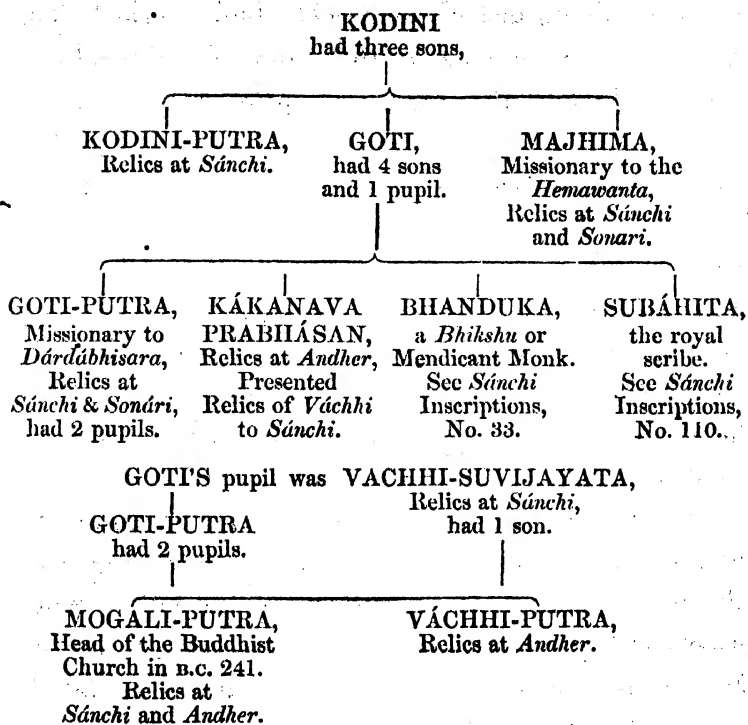 KODINI
had three sons,
KODINI-PUTRA,
Relics at Sánchi.
GOTI,
had 4 sons
and 1 pupil.
MAJHIMA,
Missionary to the
Hemawanta,
Relics at Sánchi
and Sonari.
GOTI-PUTRA,
Missionary to
Dárdábhisara,
Relics at
Sánchi & Sonári,
had 2 pupils.
KÁKANAVA
PRABHÁSAN,
Relics at Andher,
Presented
Relics of Váchhi
to Sánchi.
BHANDUKA,
a Bhikshu or
Mendicant Monk.
See Sánchi
Inscriptions,
No. 33.
SUBÁHITA,
the royal
scribe.
See Sánchi
Inscriptions,
No. 110.
GOTI'S pupil was VACHHI-SUVIJAYATA,
Relics at Sánchi,
had 1 son.
GOTI-PUTRA
had 2 pupils.
MOGALI-PUTRA,
Head of the Buddhist
Church in B.C. 241.
Relics at
Sánchi and Andher.
VÁCHHI-PUTRA,
Relics at Andher.